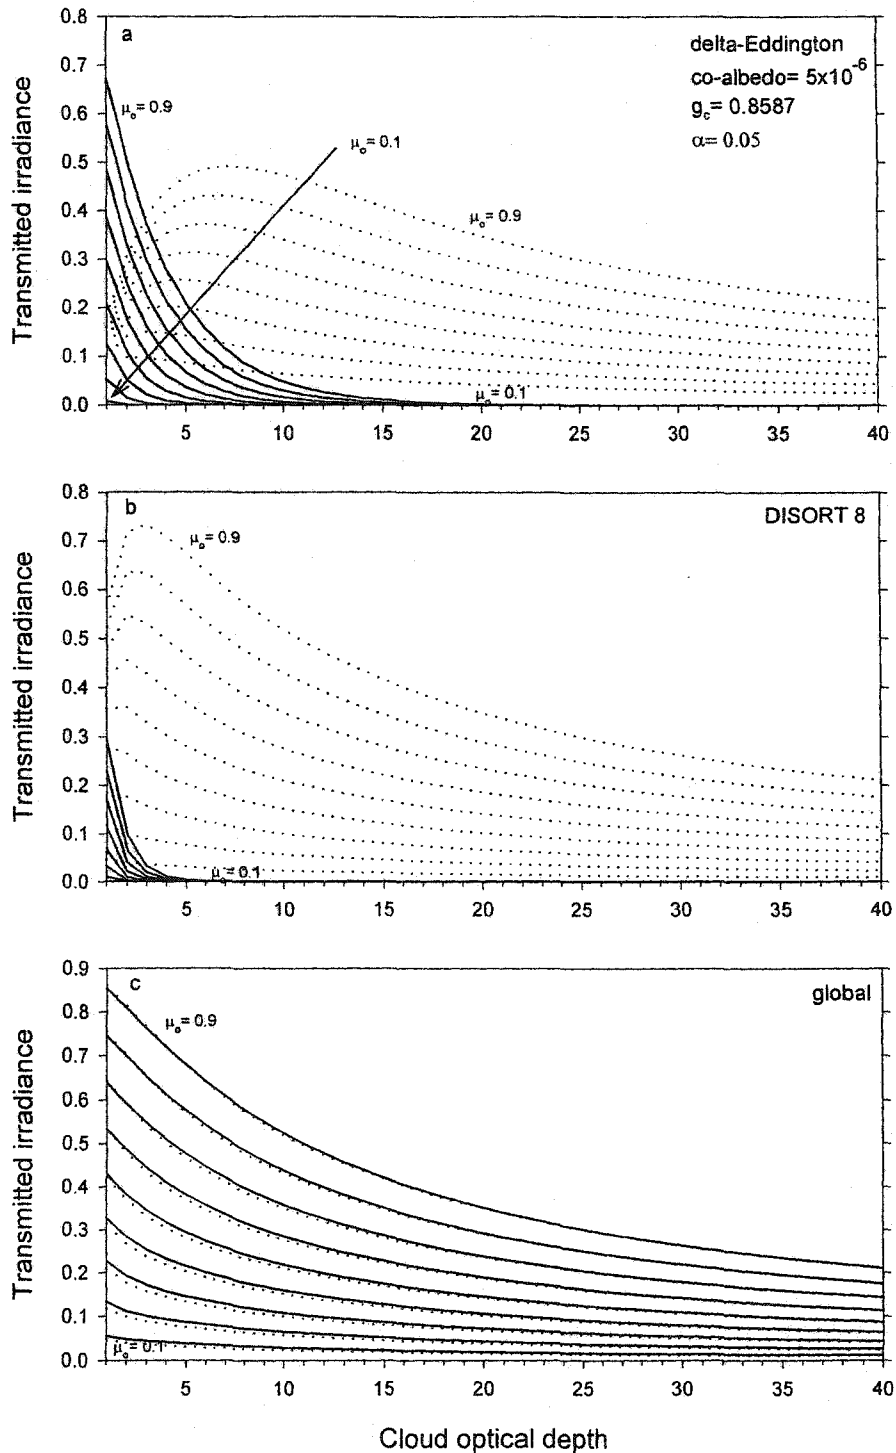 a
delta-Eddington
co-albedo= 5x10⁻⁶
g_c= 0.8587
α= 0.05
μ_o= 0.9
μ_o= 0.1
μ_o= 0.9
μ_o= 0.1
Transmitted irradiance
0.8
0.7
0.6
0.5
0.4
0.3
0.2
0.1
0.0
5 10 15 20 25 30 35 40
b
DISORT 8
μ_o= 0.9
μ_o= 0.1
Transmitted irradiance
0.8
0.7
0.6
0.5
0.4
0.3
0.2
0.1
0.0
5 10 15 20 25 30 35 40
c
global
μ_o= 0.9
μ_o= 0.1
Transmitted irradiance
0.9
0.8
0.7
0.6
0.5
0.4
0.3
0.2
0.1
0.0
5 10 15 20 25 30 35 40
Cloud optical depth